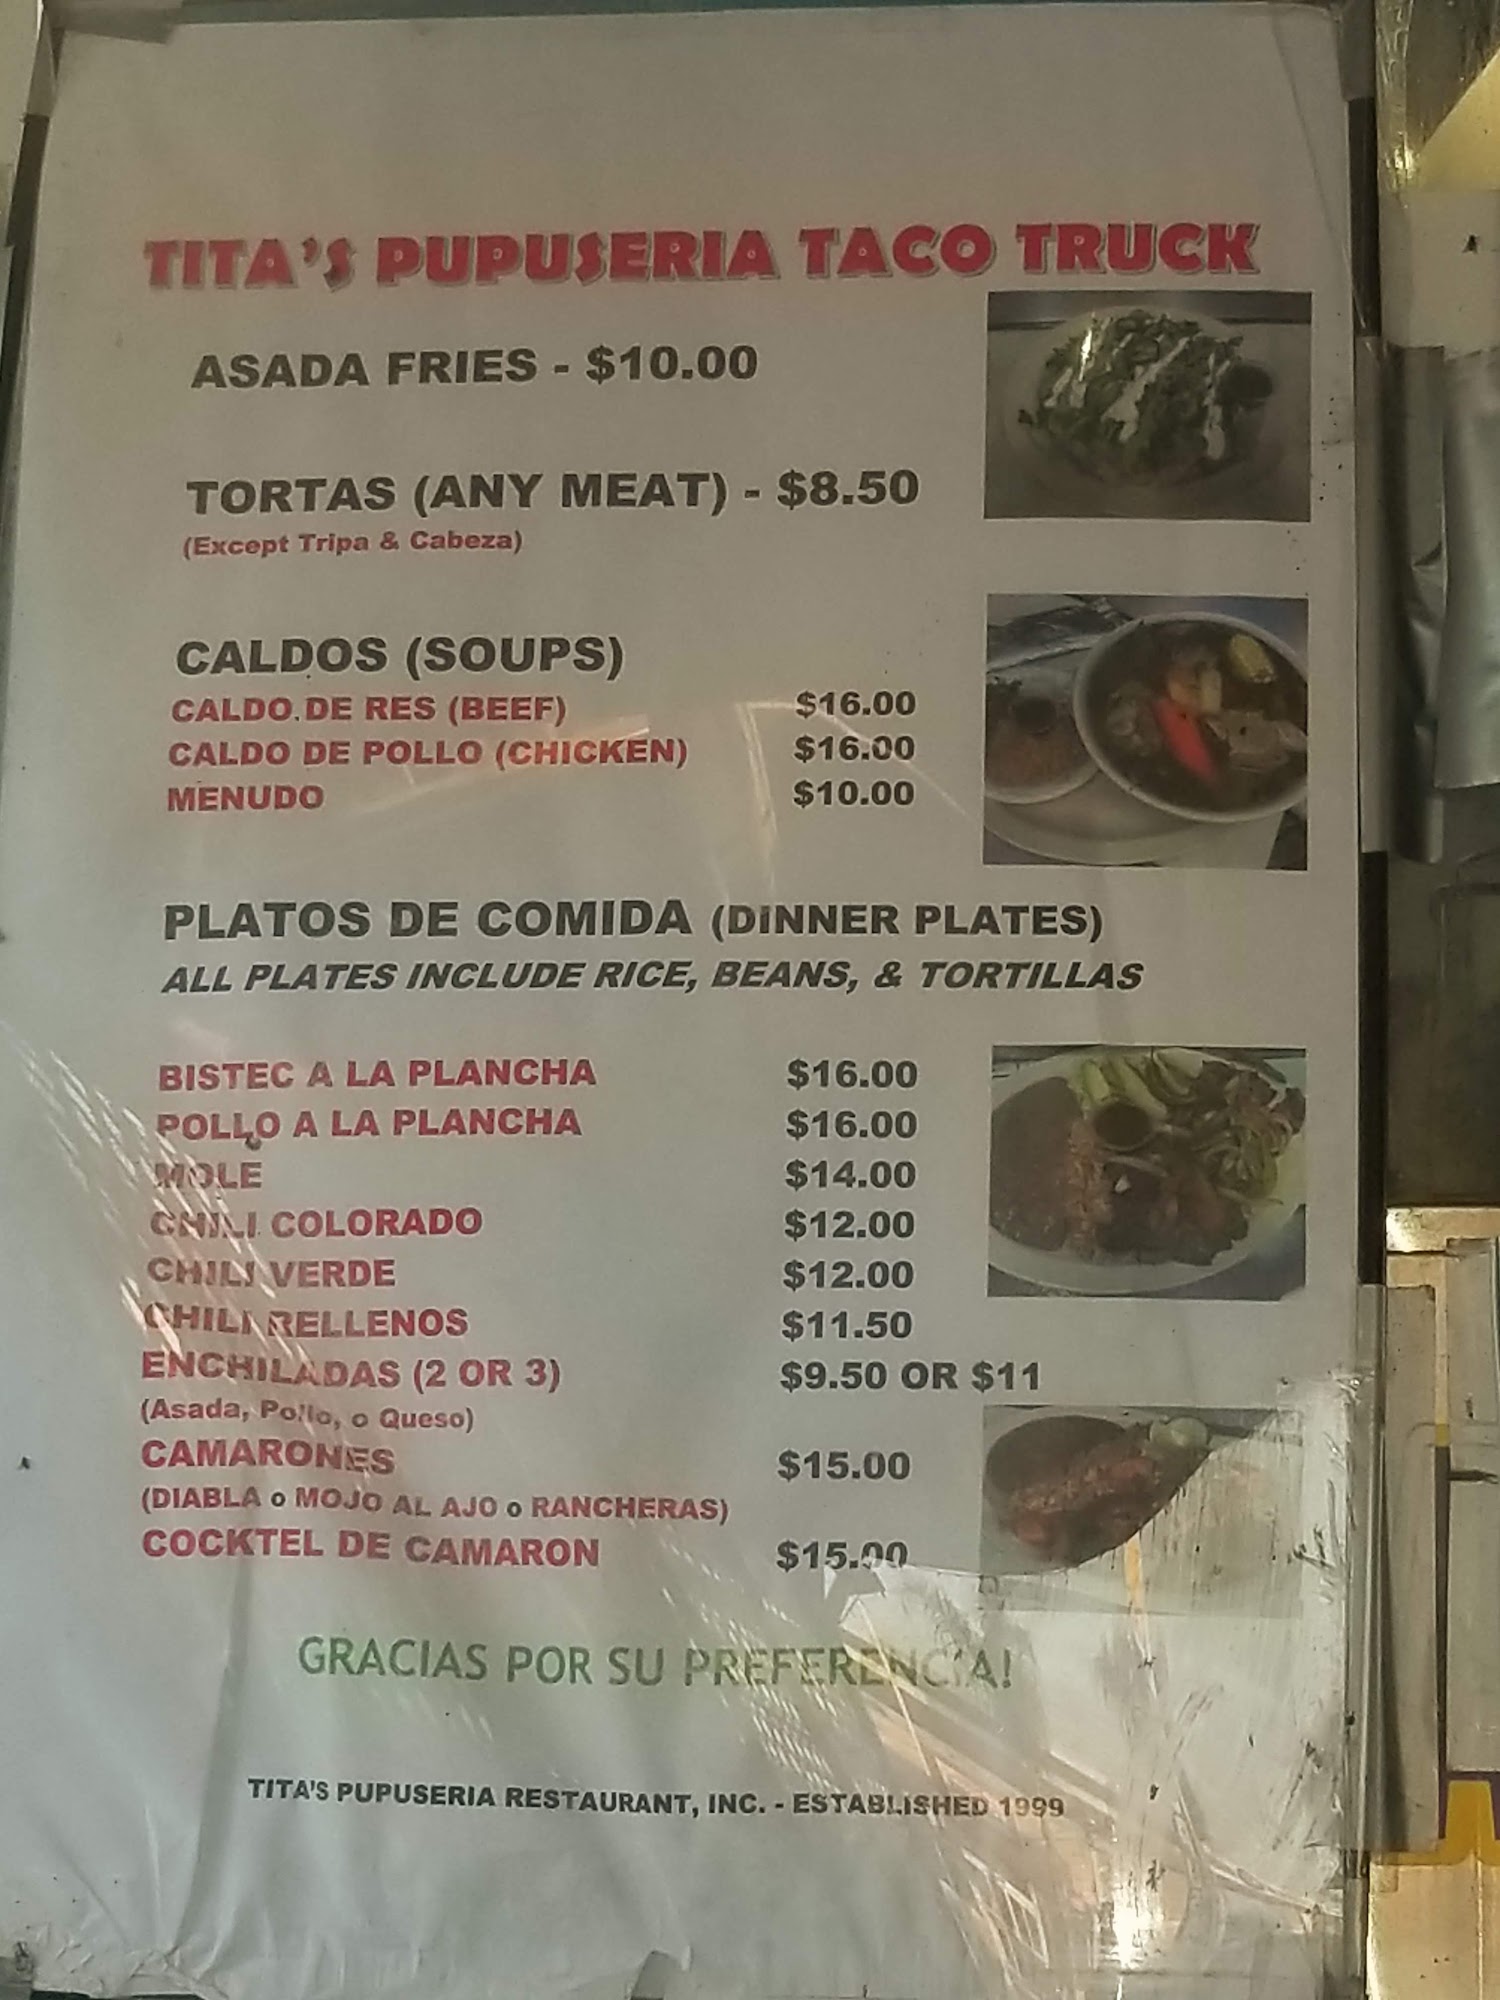 TITA'S PUPUSERIA TACO TRUCK
ASADA FRIES - $10.00
TORTAS (ANY MEAT) - $8.50
(Except Tripa & Cabeza)
CALDOS (SOUPS)
CALDO DE RES (BEEF) $16.00
CALDO DE POLLO (CHICKEN) $16.00
MENUDO $10.00
PLATOS DE COMIDA (DINNER PLATES)
ALL PLATES INCLUDE RICE, BEANS, & TORTILLAS
BISTEC A LA PLANCHA $16.00
POLLO A LA PLANCHA $16.00
MOLE $14.00
CHILI COLORADO $12.00
CHILI VERDE $12.00
CHILI RELLENOS $11.50
ENCHILADAS (2 OR 3) $9.50 OR $11
(Asada, Pollo, o Queso)
CAMARONES $15.00
(DIABLA o MOJO AL AJO o RANCHERAS)
COCKTEL DE CAMARON $15.00
GRACIAS POR SU PREFERENCIA!
TITA'S PUPUSERIA RESTAURANT, INC. - ESTABLISHED 1999